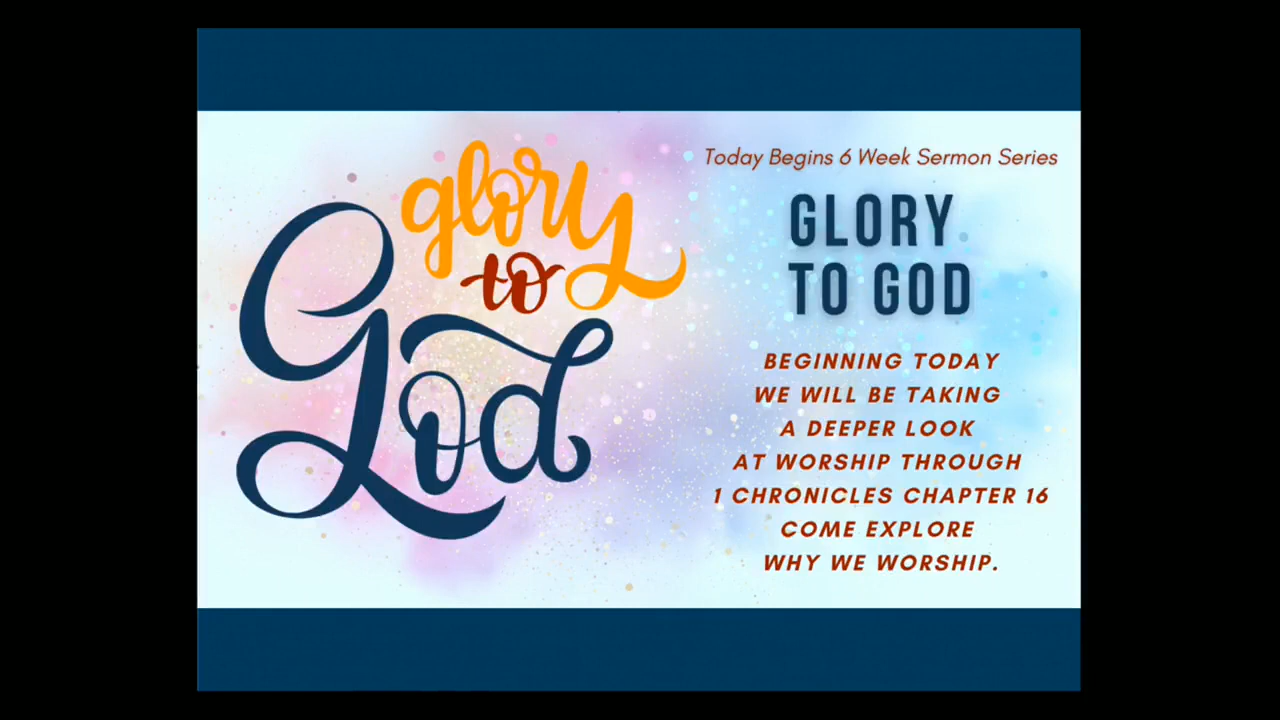 glory
to
God
Today Begins 6 Week Sermon Series
GLORY
TO GOD
BEGINNING TODAY
WE WILL BE TAKING
A DEEPER LOOK
AT WORSHIP THROUGH
1 CHRONICLES CHAPTER 16
COME EXPLORE
WHY WE WORSHIP.